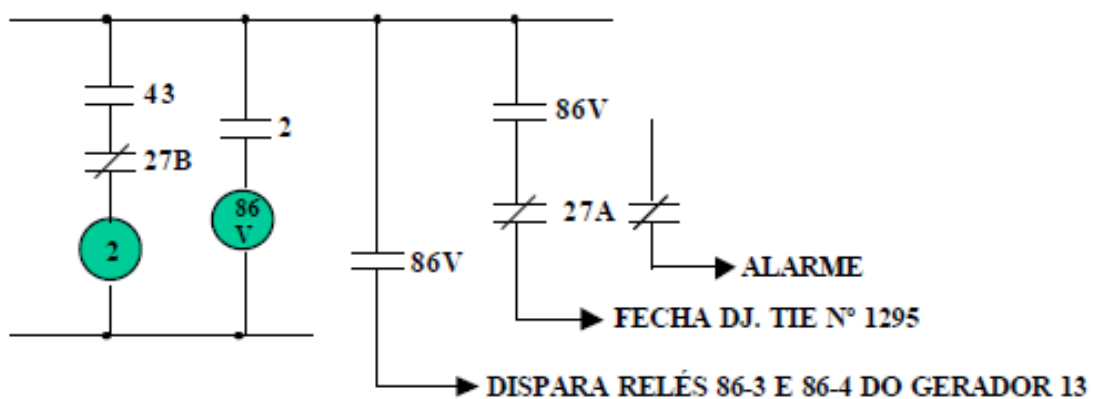 43
27B
2
2
86
V
86V
86V
27A
ALARME
FECHA DJ. TIE Nº 1295
DISPARA RELÉS 86-3 E 86-4 DO GERADOR 13